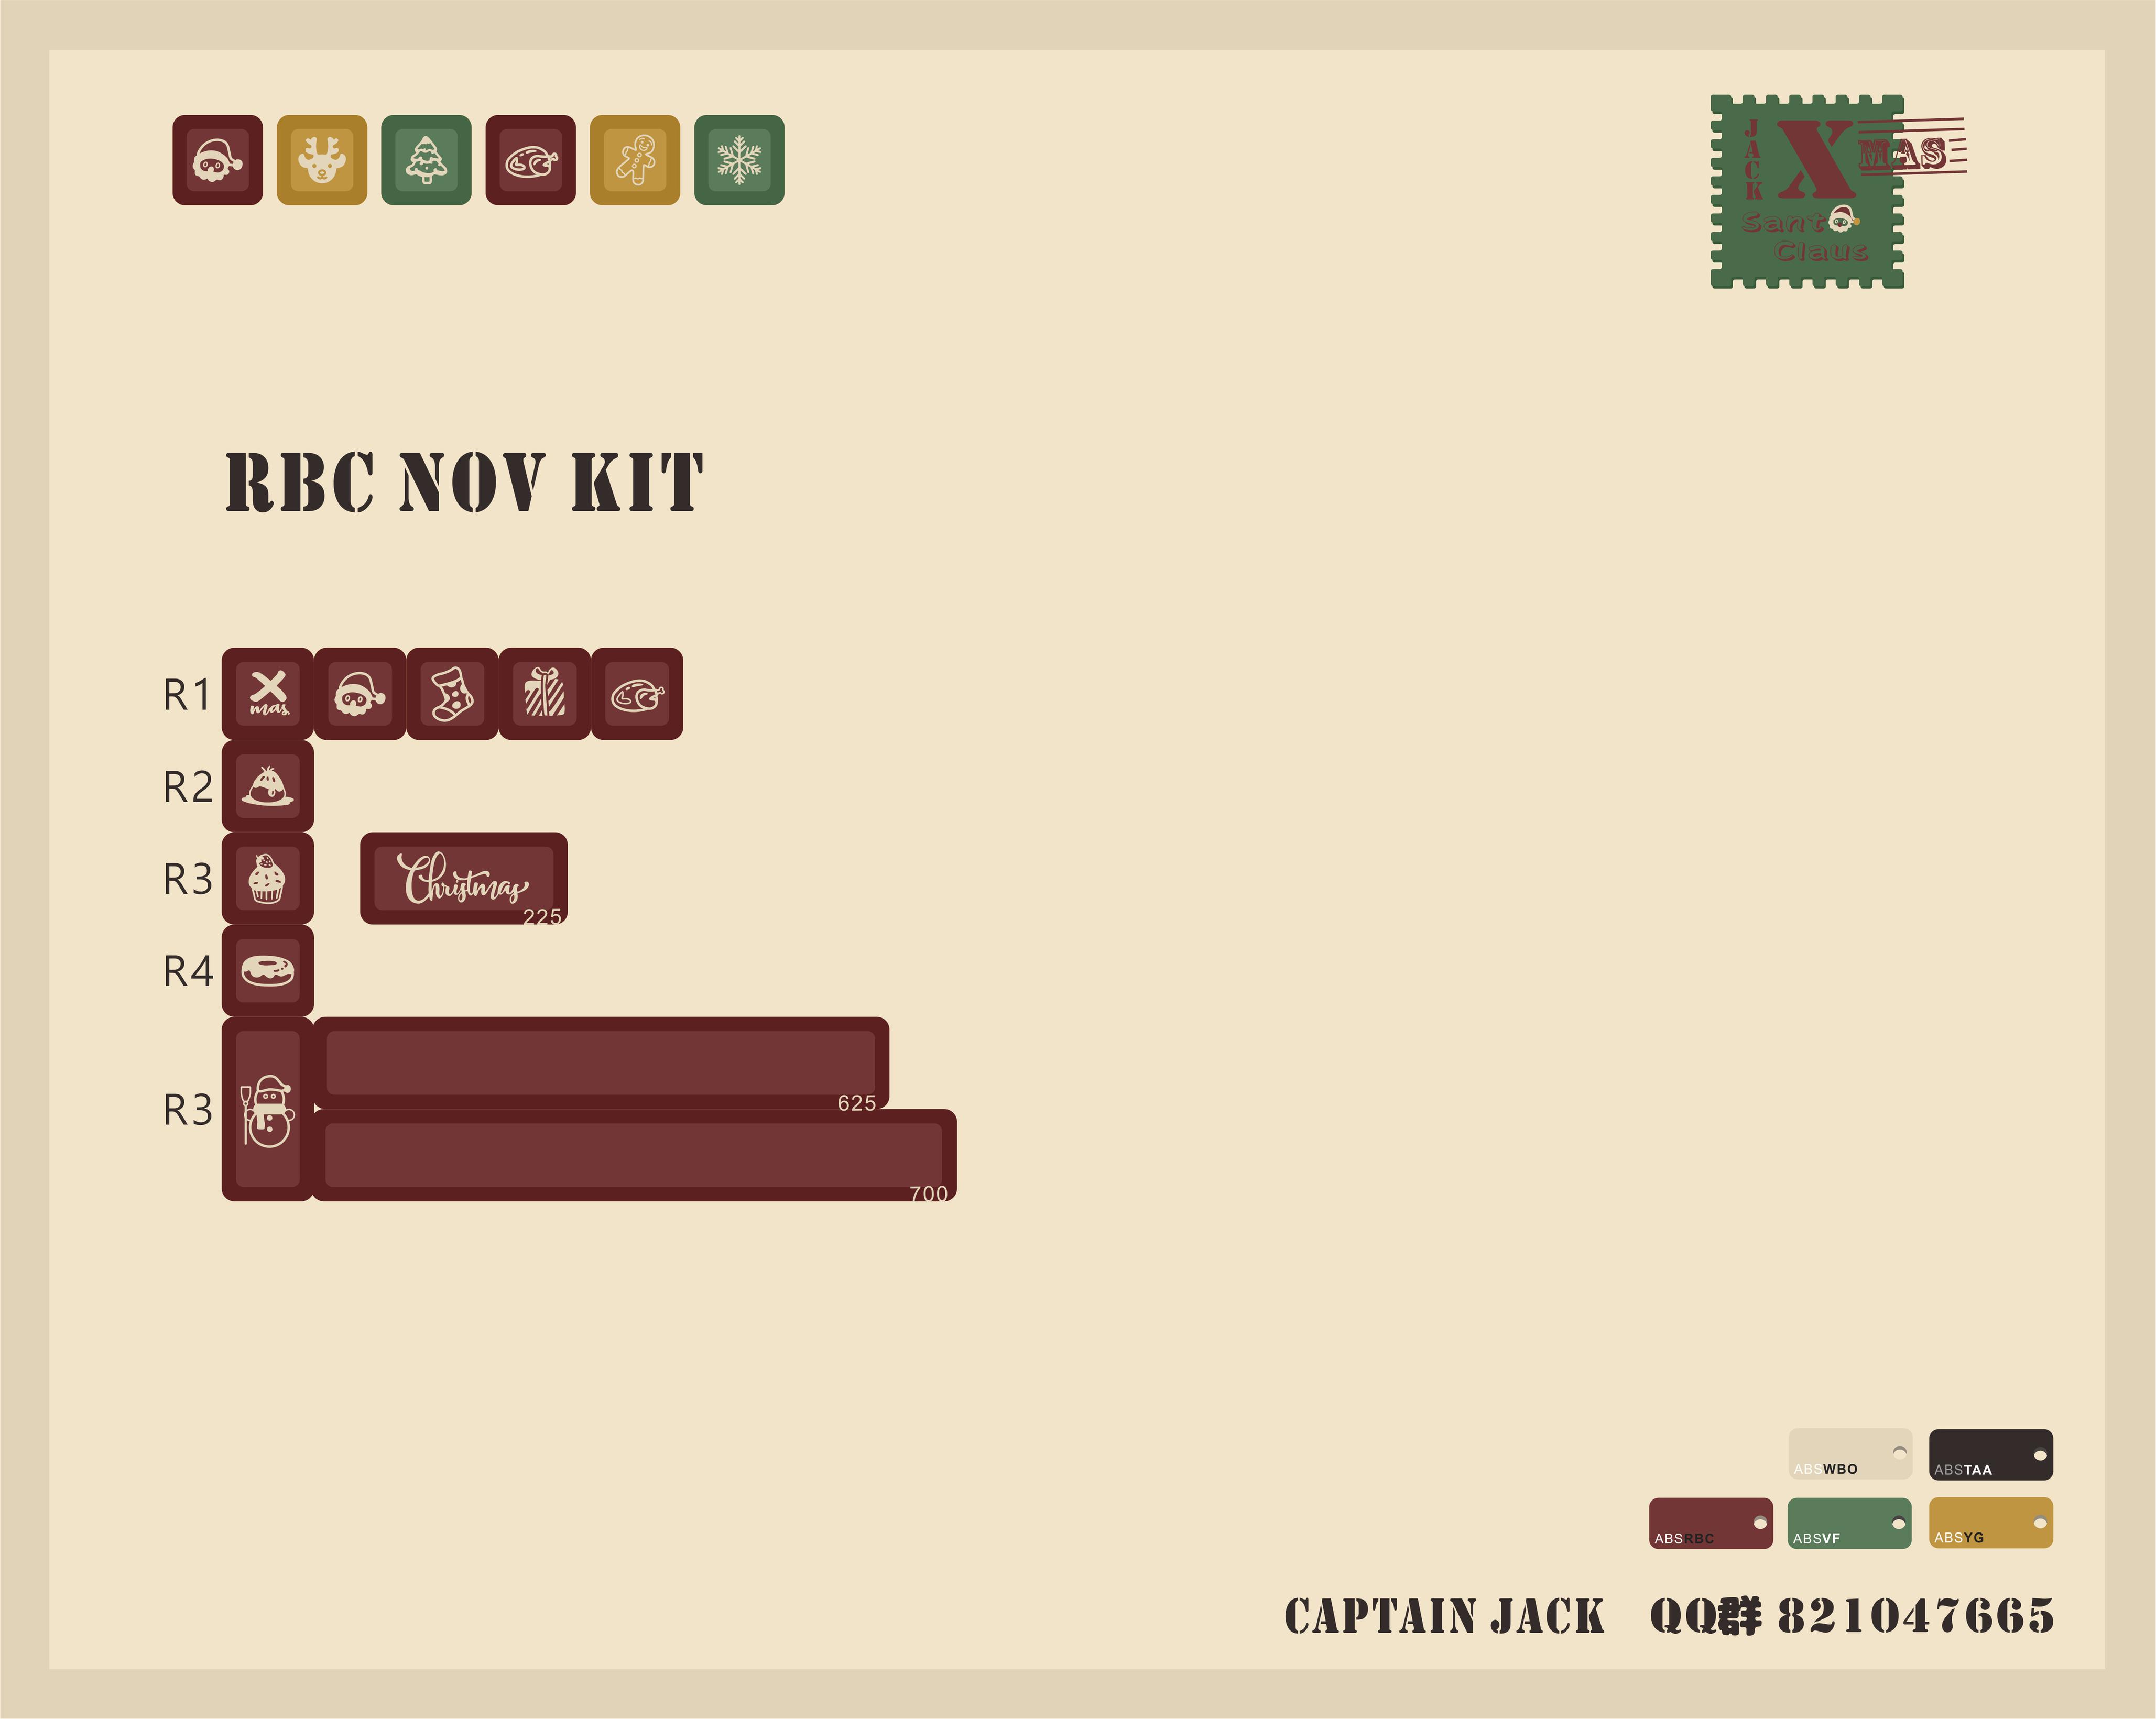 JACK
X
MAS
Sant
Claus
RBC NOV KIT
R1
X
mas
R2
R3
Christmas
225
R4
R3
625
700
ABSWBO
ABSTAA
ABSRBC
ABSVF
ABSYG
CAPTAIN JACK QQ群 821047665